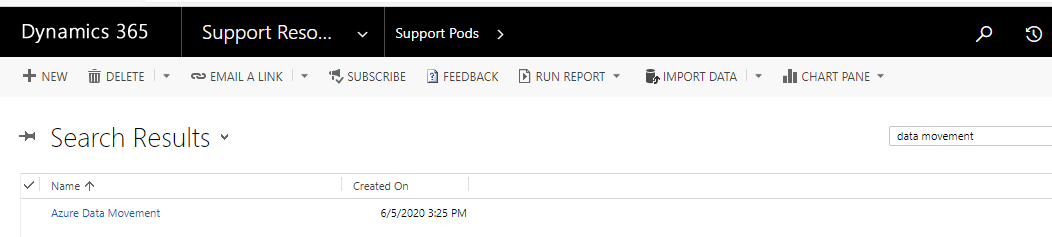 Dynamics 365 Support Reso... Support Pods
NEW DELETE EMAIL A LINK SUBSCRIBE FEEDBACK RUN REPORT IMPORT DATA CHART PANE
Search Results data movement
Name Created On
Azure Data Movement 6/5/2020 3:25 PM